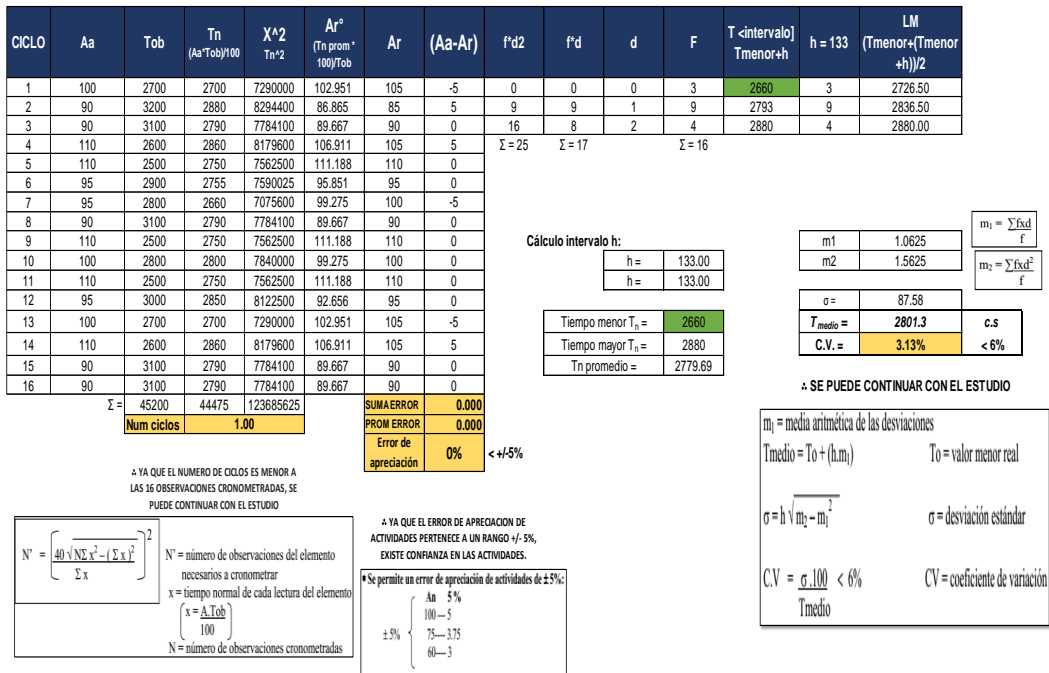 CICLO Aa Tob Tn (Aa*Tob)/100 X^2 Tn^2 Ar° (Tn prom * 100)/Tob Ar (Aa-Ar) f*d2 f*d d F T <intervalo] Tmenor+h h = 133 LM (Tmenor+(Tmenor +h))/2
1 100 2700 2700 7290000 102.951 105 -5 0 0 0 3 2660 3 2726.50
2 90 3200 2880 8294400 86.865 85 5 9 9 1 9 2793 9 2836.50
3 90 3100 2790 7784100 89.667 90 0 16 8 2 4 2880 4 2880.00
4 110 2600 2860 8179600 106.911 105 5 Σ = 25 Σ = 17 Σ = 16
5 110 2500 2750 7562500 111.188 110 0
6 95 2900 2755 7590025 95.851 95 0
7 95 2800 2660 7075600 99.275 100 -5
8 90 3100 2790 7784100 89.667 90 0
9 110 2500 2750 7562500 111.188 110 0
10 100 2800 2800 7840000 99.275 100 0
11 110 2500 2750 7562500 111.188 110 0
12 95 3000 2850 8122500 92.656 95 0
13 100 2700 2700 7290000 102.951 105 -5
14 110 2600 2860 8179600 106.911 105 5
15 90 3100 2790 7784100 89.667 90 0
16 90 3100 2790 7784100 89.667 90 0
Σ = 45200 44475 123685625
Num ciclos 1.00
SUMA ERROR 0.000
PROM ERROR 0.000
Error de
apreciación 0% < +/-5%
Cálculo intervalo h:
h = 133.00
h = 133.00
Tiempo menor Tn = 2660
Tiempo mayor Tn = 2880
Tn promedio = 2779.69
m1 1.0625
m2 1.5625
m1 = ∑fxd
f
m2 = ∑fxd²
f
σ = 87.58
Tmedio = 2801.3 c.s
C.V. = 3.13% < 6%
∴ SE PUEDE CONTINUAR CON EL ESTUDIO
m1 = media aritmética de las desviaciones
Tmedio = To + (h.m1) To = valor menor real
σ = h √m2 – m1² σ = desviación estándar
C.V = σ .100 < 6% CV = coeficiente de variación
Tmedio
∴ YA QUE EL NUMERO DE CICLOS ES MENOR A
LAS 16 OBSERVACIONES CRONOMETRADAS, SE
PUEDE CONTINUAR CON EL ESTUDIO
N' = ( 40 √NΣ x² – ( Σ x )² )²
Σ x
N' = número de observaciones del elemento
necesarios a cronometrar
x = tiempo normal de cada lectura del elemento
( x = A.Tob )
100
N = número de observaciones cronometradas
∴ YA QUE EL ERROR DE APRECIACION DE
ACTIVIDADES PERTENECE A UN RANGO +/- 5%,
EXISTE CONFIANZA EN LAS ACTIVIDADES.
• Se permite un error de apreciación de actividades de ± 5%:
An 5 %
100 --- 5
± 5% { 75---- 3.75
60---- 3